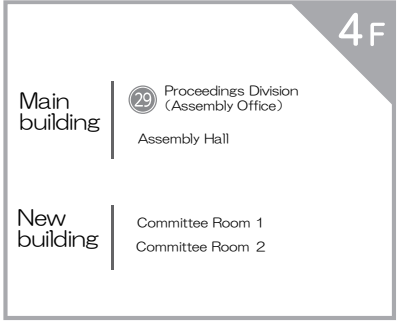 4F
Main
building
29 Proceedings Division
(Assembly Office)
Assembly Hall
New
building
Committee Room 1
Committee Room 2